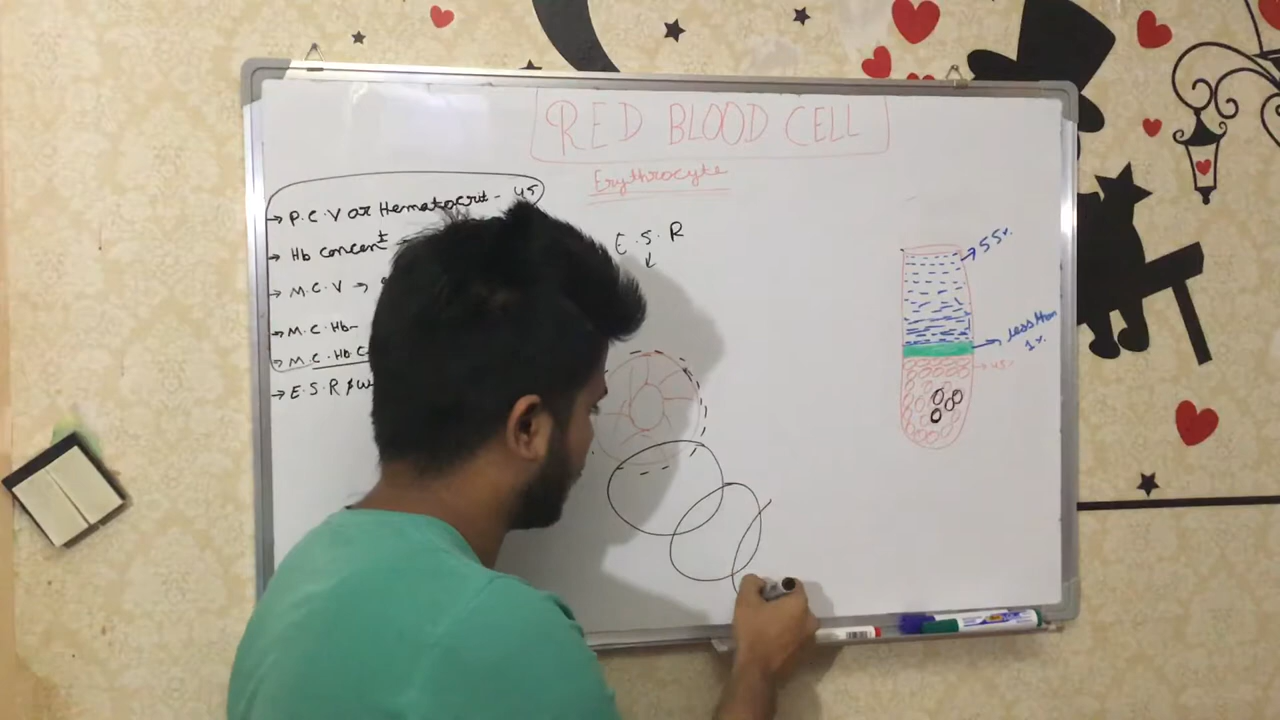 RED BLOOD CELL
Erythrocyte
→ P.C.V or Hematocrit - 45
→ Hb concent
→ M.C.V →
→ M.C.Hb-
→ M.C.Hb.C
→ E.S.R
E.S.R
↓
→ 55%
→ less than
1%
→ 45%